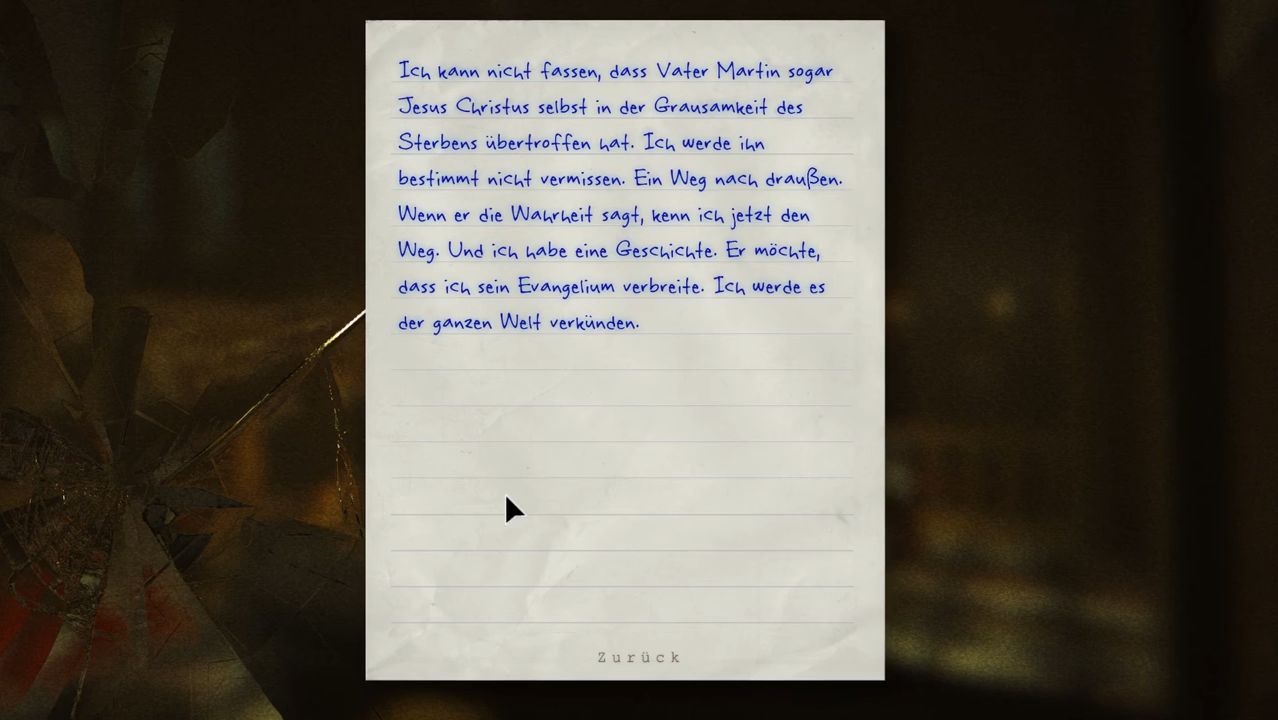 Ich kann nicht fassen, dass Vater Martin sogar
Jesus Christus selbst in der Grausamkeit des
Sterbens übertroffen hat. Ich werde ihn
bestimmt nicht vermissen. Ein Weg nach draußen.
Wenn er die Wahrheit sagt, kenn ich jetzt den
Weg. Und ich habe eine Geschichte. Er möchte,
dass ich sein Evangelium verbreite. Ich werde es
der ganzen Welt verkünden.
Zurück